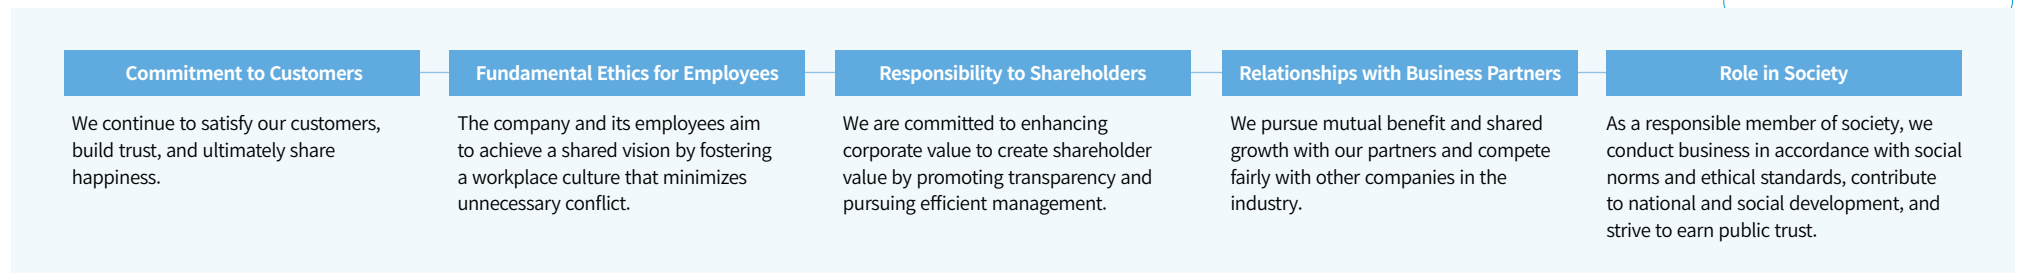 Commitment to Customers
We continue to satisfy our customers,
build trust, and ultimately share
happiness.
Fundamental Ethics for Employees
The company and its employees aim
to achieve a shared vision by fostering
a workplace culture that minimizes
unnecessary conflict.
Responsibility to Shareholders
We are committed to enhancing
corporate value to create shareholder
value by promoting transparency and
pursuing efficient management.
Relationships with Business Partners
We pursue mutual benefit and shared
growth with our partners and compete
fairly with other companies in the
industry.
Role in Society
As a responsible member of society, we
conduct business in accordance with social
norms and ethical standards, contribute
to national and social development, and
strive to earn public trust.